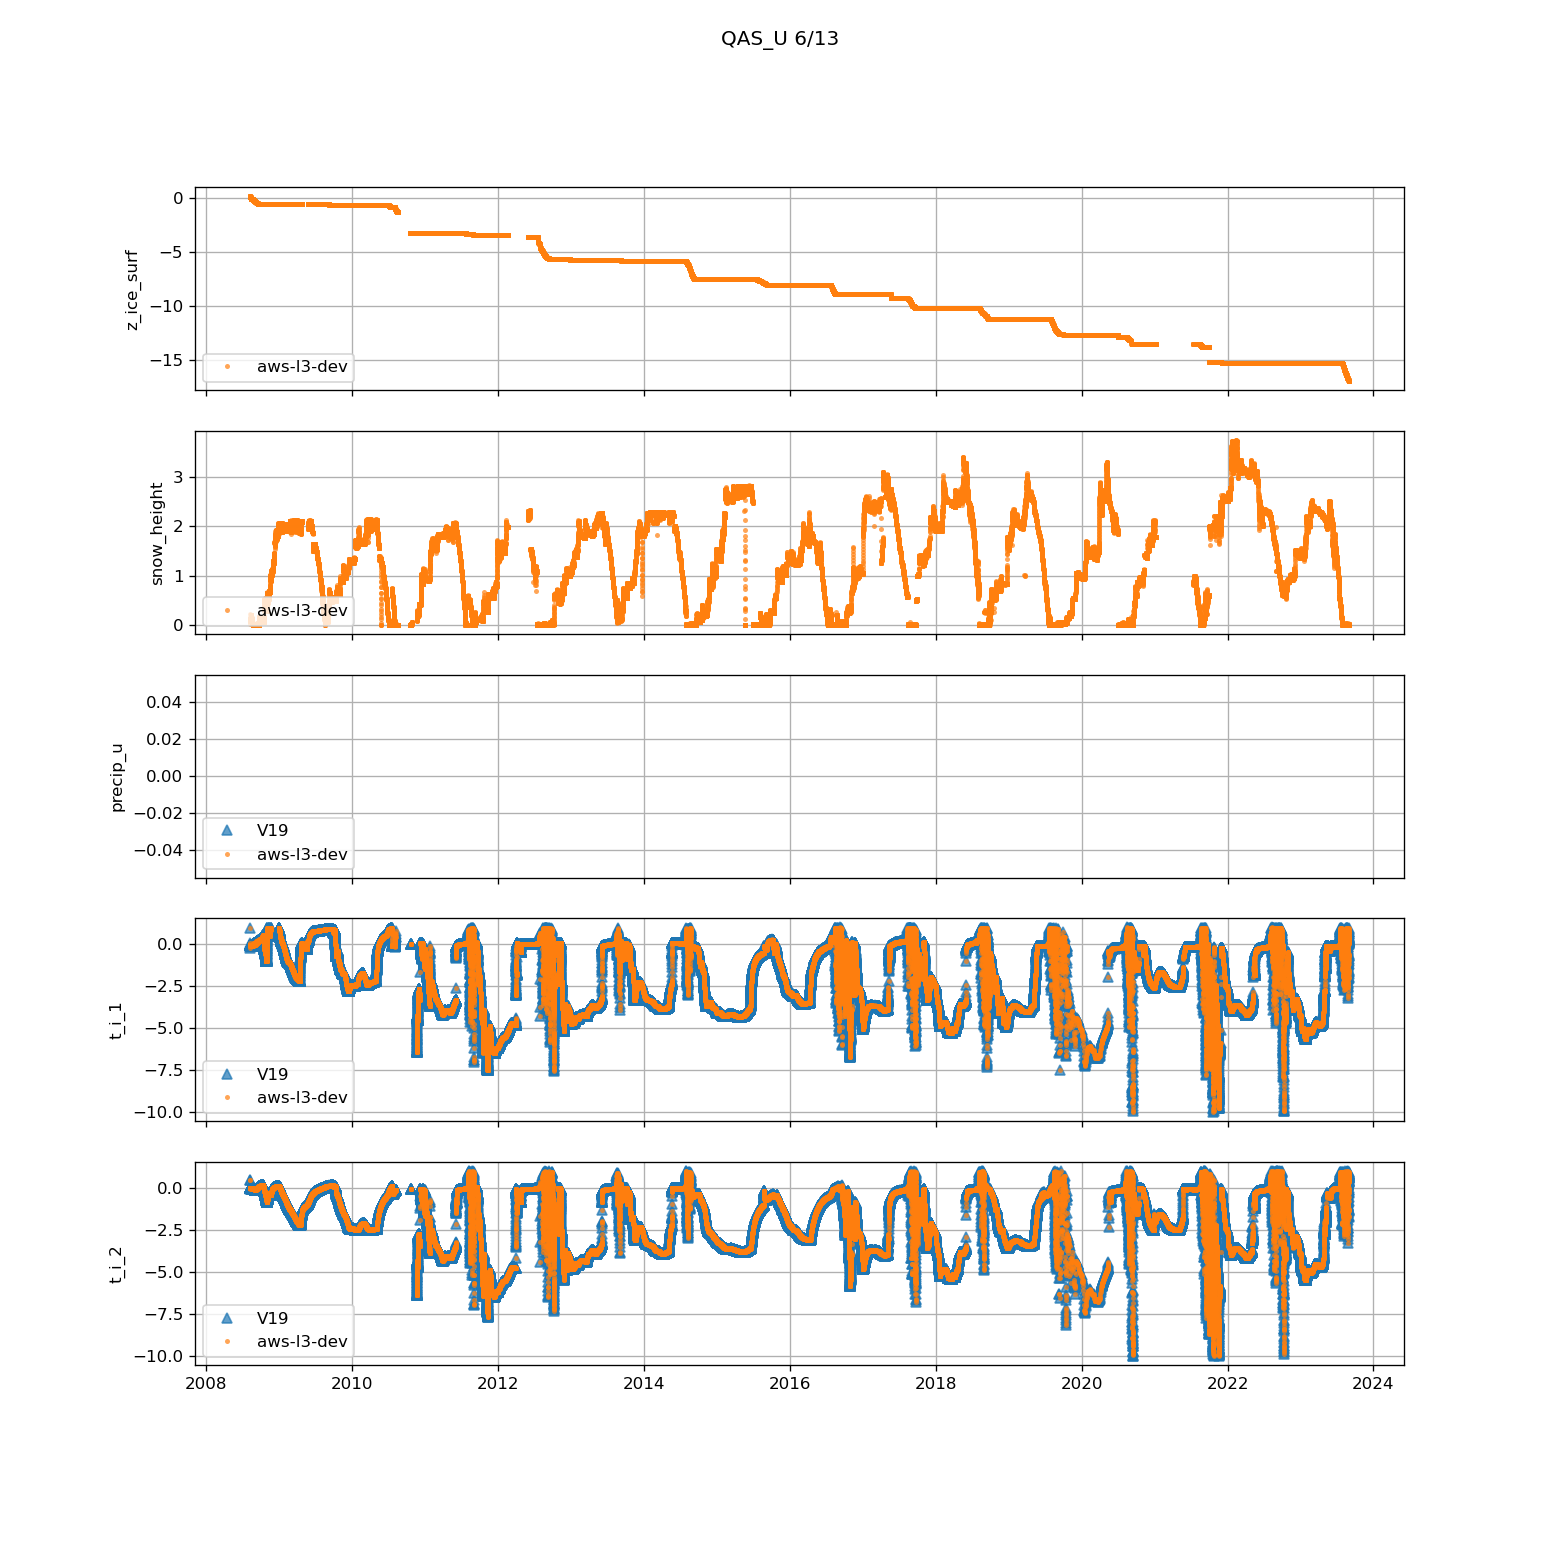 QAS_U 6/13
0
−5
−10
−15
z_ice_surf
aws-l3-dev
3
2
1
0
snow_height
aws-l3-dev
0.04
0.02
0.00
−0.02
−0.04
precip_u
V19
aws-l3-dev
0.0
−2.5
−5.0
−7.5
−10.0
t_i_1
V19
aws-l3-dev
0.0
−2.5
−5.0
−7.5
−10.0
t_i_2
V19
aws-l3-dev
2008 2010 2012 2014 2016 2018 2020 2022 2024